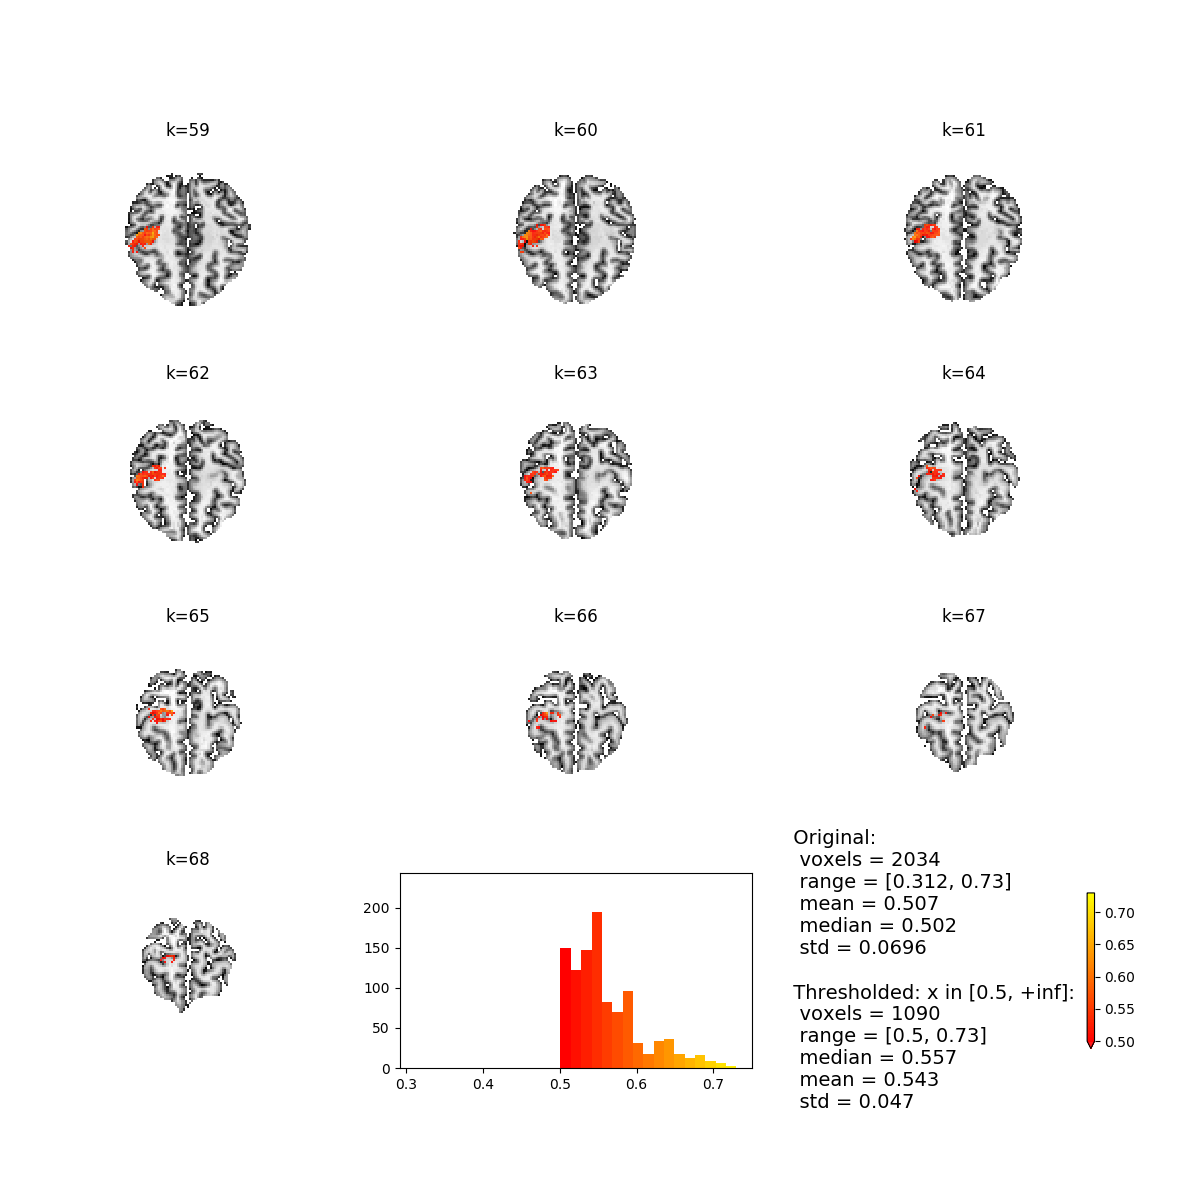 k=59
k=60
k=61
k=62
k=63
k=64
k=65
k=66
k=67
k=68
200
150
100
50
0
0.3
0.4
0.5
0.6
0.7
Original:
voxels = 2034
range = [0.312, 0.73]
mean = 0.507
median = 0.502
std = 0.0696
Thresholded: x in [0.5, +inf]:
voxels = 1090
range = [0.5, 0.73]
median = 0.557
mean = 0.543
std = 0.047
0.70
0.65
0.60
0.55
0.50